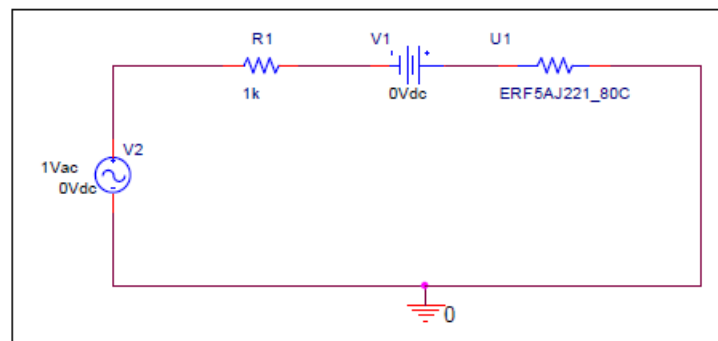 R1
V1
U1
1k
0Vdc
ERF5AJ221_80C
V2
1Vac
0Vdc
0